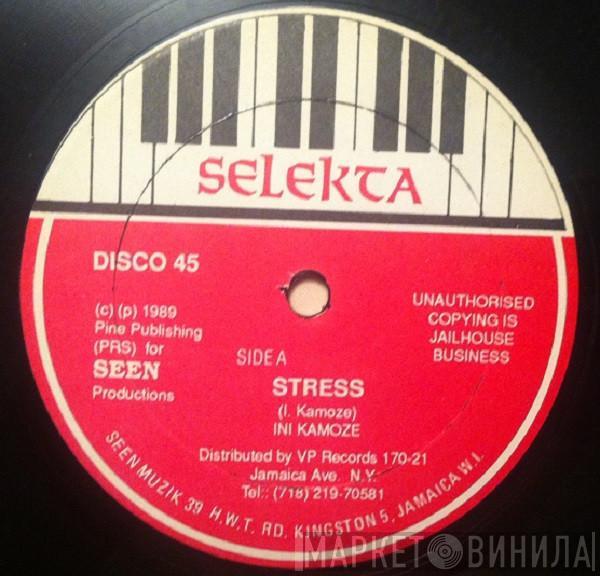 SELEKTA
DISCO 45
(c) (p) 1989
Pine Publishing
(PRS) for
SEEN
Productions
UNAUTHORISED
COPYING IS
JAILHOUSE
BUSINESS
SIDE A
STRESS
(I. Kamoze)
INI KAMOZE
Distributed by VP Records 170-21
Jamaica Ave. N.Y.
Tel.: (718) 219-70581
SEEN MUZIK 39 H.W.T. RD. KINGSTON 5, JAMAICA W.I.
МАРКЕТ ВИНИЛА